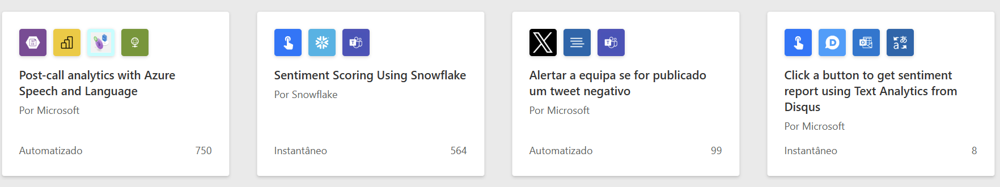 Post-call analytics with Azure
Speech and Language
Por Microsoft
Automatizado 750
Sentiment Scoring Using Snowflake
Por Snowflake
Instantâneo 564
Alertar a equipa se for publicado
um tweet negativo
Por Microsoft
Automatizado 99
Click a button to get sentiment
report using Text Analytics from
Disqus
Por Microsoft
Instantâneo 8